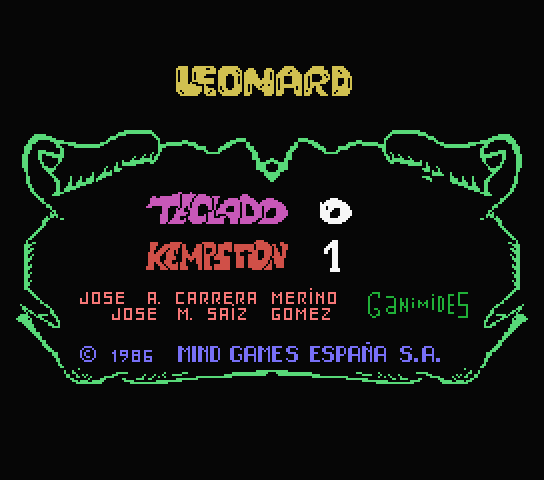 LEONARD
TECLADO 0
KEMPSTON 1
JOSE A. CARRERA MERINO
JOSE M. SAIZ GOMEZ
GANIMIDES
© 1986 MIND GAMES ESPAÑA S.A.